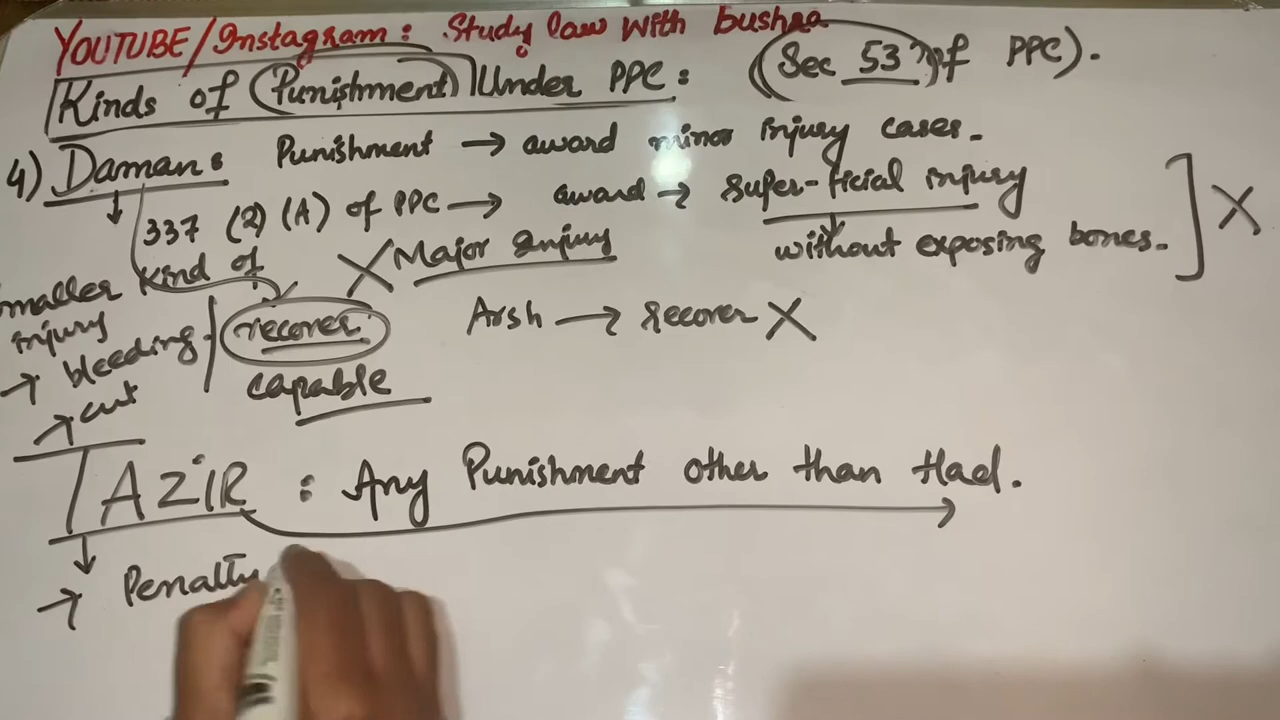 YOUTUBE/Instagram: Study law with bushra
Kinds of Punishment Under PPC: (Sec 53 of PPC).
4) Daman: Punishment → award minor injury cases.
337 (2) (A) of PPC → award → super-ficial injury
without exposing bones.
Major Injury
smaller kind of
injury
→ bleeding
→ cut
recover
capable
Arsh → recover X
TAZIR: Any Punishment other than Had.
→ Penalty